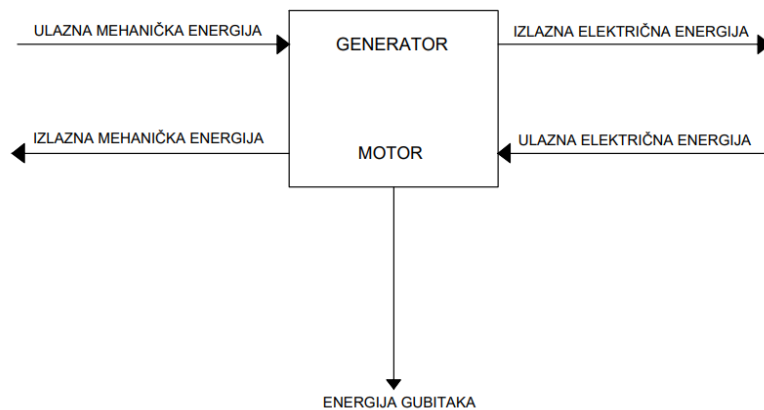 ULAZNA MEHANIČKA ENERGIJA
GENERATOR
IZLAZNA ELEKTRIČNA ENERGIJA
IZLAZNA MEHANIČKA ENERGIJA
MOTOR
ULAZNA ELEKTRIČNA ENERGIJA
ENERGIJA GUBITAKA